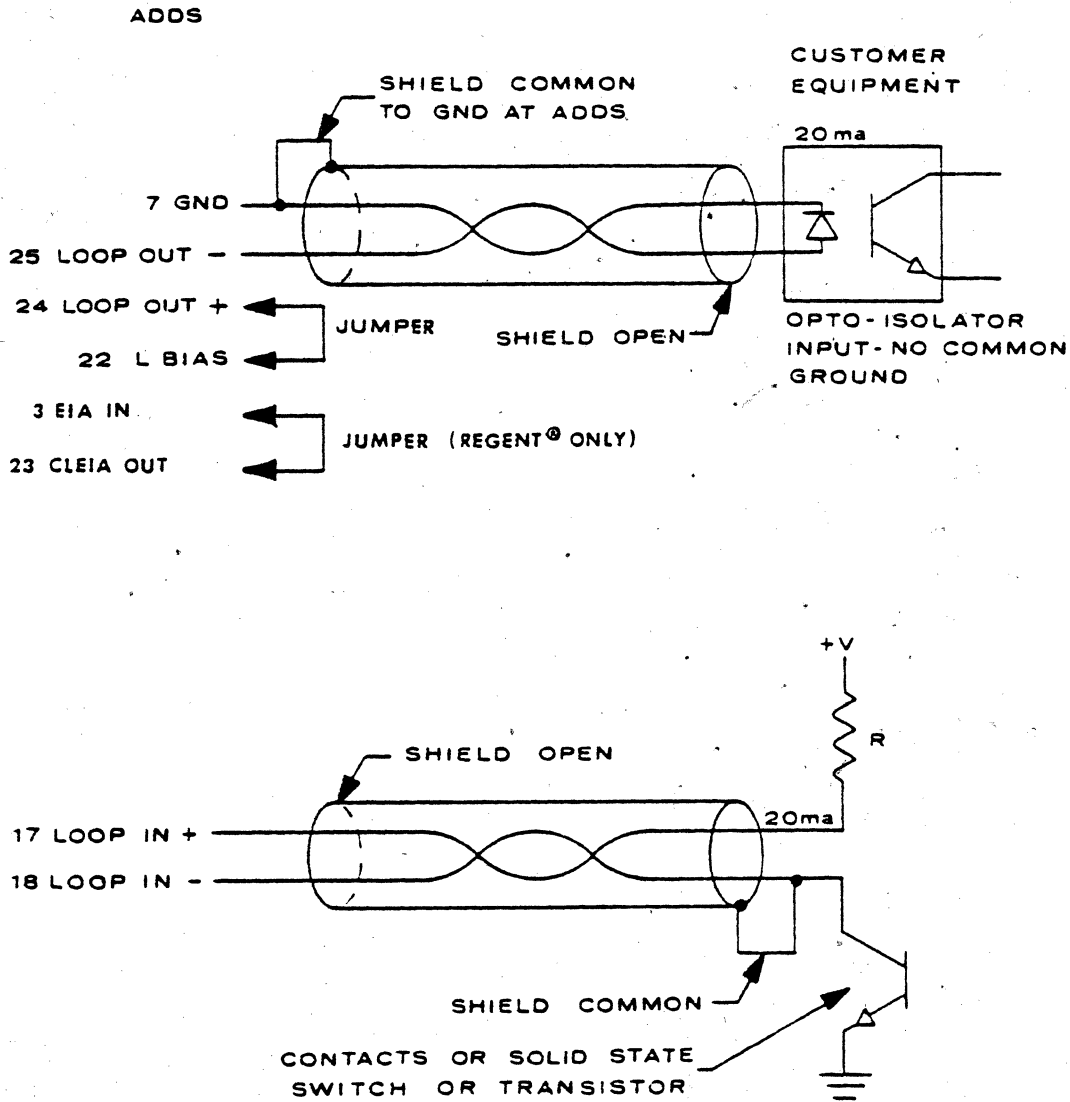 ADDS
SHIELD COMMON
TO GND AT ADDS
CUSTOMER
EQUIPMENT
20 ma
7 GND
25 LOOP OUT -
24 LOOP OUT +
JUMPER
22 L BIAS
SHIELD OPEN
OPTO-ISOLATOR
INPUT-NO COMMON
GROUND
3 EIA IN
JUMPER (REGENT® ONLY)
23 CLEIA OUT
+V
R
SHIELD OPEN
20ma
17 LOOP IN +
18 LOOP IN -
SHIELD COMMON
CONTACTS OR SOLID STATE
SWITCH OR TRANSISTOR